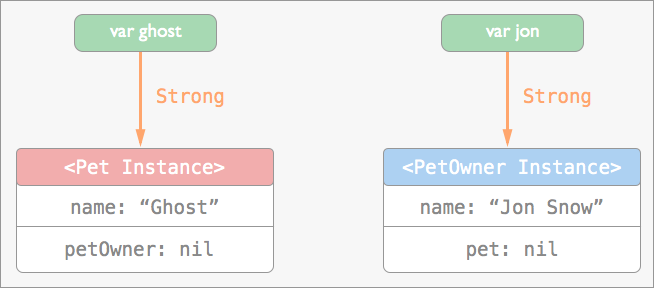 var ghost
var jon
Strong
Strong
<Pet Instance>
<PetOwner Instance>
name: “Ghost”
name: “Jon Snow”
petOwner: nil
pet: nil